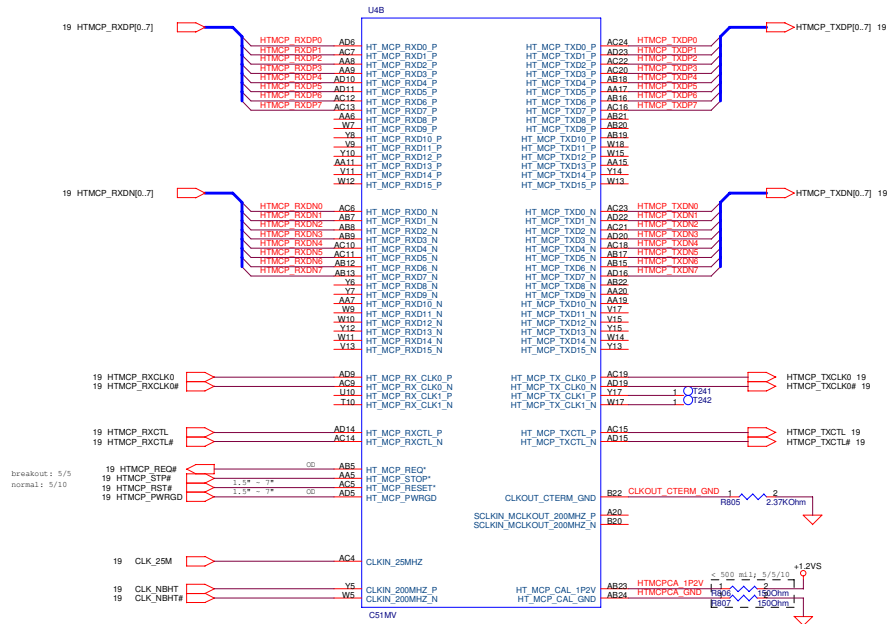 U4B
19 HTMCP_RXDP[0..7]
HTMCP_TXDP[0..7] 19
HTMCP_RXDP0 AD6 HT_MCP_RXD0_P HT_MCP_TXD0_P AC24 HTMCP_TXDP0
HTMCP_RXDP1 AC7 HT_MCP_RXD1_P HT_MCP_TXD1_P AD23 HTMCP_TXDP1
HTMCP_RXDP2 AA8 HT_MCP_RXD2_P HT_MCP_TXD2_P AC22 HTMCP_TXDP2
HTMCP_RXDP3 AA9 HT_MCP_RXD3_P HT_MCP_TXD3_P AC20 HTMCP_TXDP3
HTMCP_RXDP4 AD10 HT_MCP_RXD4_P HT_MCP_TXD4_P AB18 HTMCP_TXDP4
HTMCP_RXDP5 AD11 HT_MCP_RXD5_P HT_MCP_TXD5_P AA17 HTMCP_TXDP5
HTMCP_RXDP6 AC12 HT_MCP_RXD6_P HT_MCP_TXD6_P AB16 HTMCP_TXDP6
HTMCP_RXDP7 AC13 HT_MCP_RXD7_P HT_MCP_TXD7_P AC16 HTMCP_TXDP7
AA6 HT_MCP_RXD8_P HT_MCP_TXD8_P AB21
W7 HT_MCP_RXD9_P HT_MCP_TXD9_P AB20
Y8 HT_MCP_RXD10_P HT_MCP_TXD10_P AB19
V9 HT_MCP_RXD11_P HT_MCP_TXD11_P W18
Y10 HT_MCP_RXD12_P HT_MCP_TXD12_P W15
AA11 HT_MCP_RXD13_P HT_MCP_TXD13_P AA15
V11 HT_MCP_RXD14_P HT_MCP_TXD14_P Y14
W12 HT_MCP_RXD15_P HT_MCP_TXD15_P W13
19 HTMCP_RXDN[0..7]
HTMCP_TXDN[0..7] 19
HTMCP_RXDN0 AC6 HT_MCP_RXD0_N HT_MCP_TXD0_N AC23 HTMCP_TXDN0
HTMCP_RXDN1 AB7 HT_MCP_RXD1_N HT_MCP_TXD1_N AD22 HTMCP_TXDN1
HTMCP_RXDN2 AB8 HT_MCP_RXD2_N HT_MCP_TXD2_N AC21 HTMCP_TXDN2
HTMCP_RXDN3 AB9 HT_MCP_RXD3_N HT_MCP_TXD3_N AD20 HTMCP_TXDN3
HTMCP_RXDN4 AC10 HT_MCP_RXD4_N HT_MCP_TXD4_N AC18 HTMCP_TXDN4
HTMCP_RXDN5 AC11 HT_MCP_RXD5_N HT_MCP_TXD5_N AB17 HTMCP_TXDN5
HTMCP_RXDN6 AB12 HT_MCP_RXD6_N HT_MCP_TXD6_N AB15 HTMCP_TXDN6
HTMCP_RXDN7 AB13 HT_MCP_RXD7_N HT_MCP_TXD7_N AD16 HTMCP_TXDN7
Y6 HT_MCP_RXD8_N HT_MCP_TXD8_N AB22
Y7 HT_MCP_RXD9_N HT_MCP_TXD9_N AA20
AA7 HT_MCP_RXD10_N HT_MCP_TXD10_N AA19
W9 HT_MCP_RXD11_N HT_MCP_TXD11_N V17
W10 HT_MCP_RXD12_N HT_MCP_TXD12_N V15
Y12 HT_MCP_RXD13_N HT_MCP_TXD13_N Y15
W11 HT_MCP_RXD14_N HT_MCP_TXD14_N W14
V13 HT_MCP_RXD15_N HT_MCP_TXD15_N Y13
19 HTMCP_RXCLK0 AD9 HT_MCP_RX_CLK0_P HT_MCP_TX_CLK0_P AC19 HTMCP_TXCLK0 19
19 HTMCP_RXCLK0# AC9 HT_MCP_RX_CLK0_N HT_MCP_TX_CLK0_N AD19 HTMCP_TXCLK0# 19
U10 HT_MCP_RX_CLK1_P HT_MCP_TX_CLK1_P Y17 1 T241
T10 HT_MCP_RX_CLK1_N HT_MCP_TX_CLK1_N W17 1 T242
19 HTMCP_RXCTL AD14 HT_MCP_RXCTL_P HT_MCP_TXCTL_P AC15 HTMCP_TXCTL 19
19 HTMCP_RXCTL# AC14 HT_MCP_RXCTL_N HT_MCP_TXCTL_N AD15 HTMCP_TXCTL# 19
19 HTMCP_REQ# OD AB5 HT_MCP_REQ*
breakout: 5/5
19 HTMCP_STP# AA5 HT_MCP_STOP*
normal: 5/10
19 HTMCP_RST# 1.5" - 7" AC5 HT_MCP_RESET*
19 HTMCP_PWRGD 1.5" - 7" OD AD5 HT_MCP_PWRGD
CLKOUT_CTERM_GND B22 CLKOUT_CTERM_GND 1 2
R805 2.37KOhm
SCLKIN_MCLKOUT_200MHZ_P A20
SCLKIN_MCLKOUT_200MHZ_N B20
19 CLK_25M AC4 CLKIN_25MHZ
+1.2VS
< 500 mil; 5/5/10
19 CLK_NBHT Y5 CLKIN_200MHZ_P HT_MCP_CAL_1P2V AB23 HTMCPCA_1P2V 1 2
R806 150Ohm
19 CLK_NBHT# W5 CLKIN_200MHZ_N HT_MCP_CAL_GND AB24 HTMCPCA_GND 1 2
R807 150Ohm
C51MV